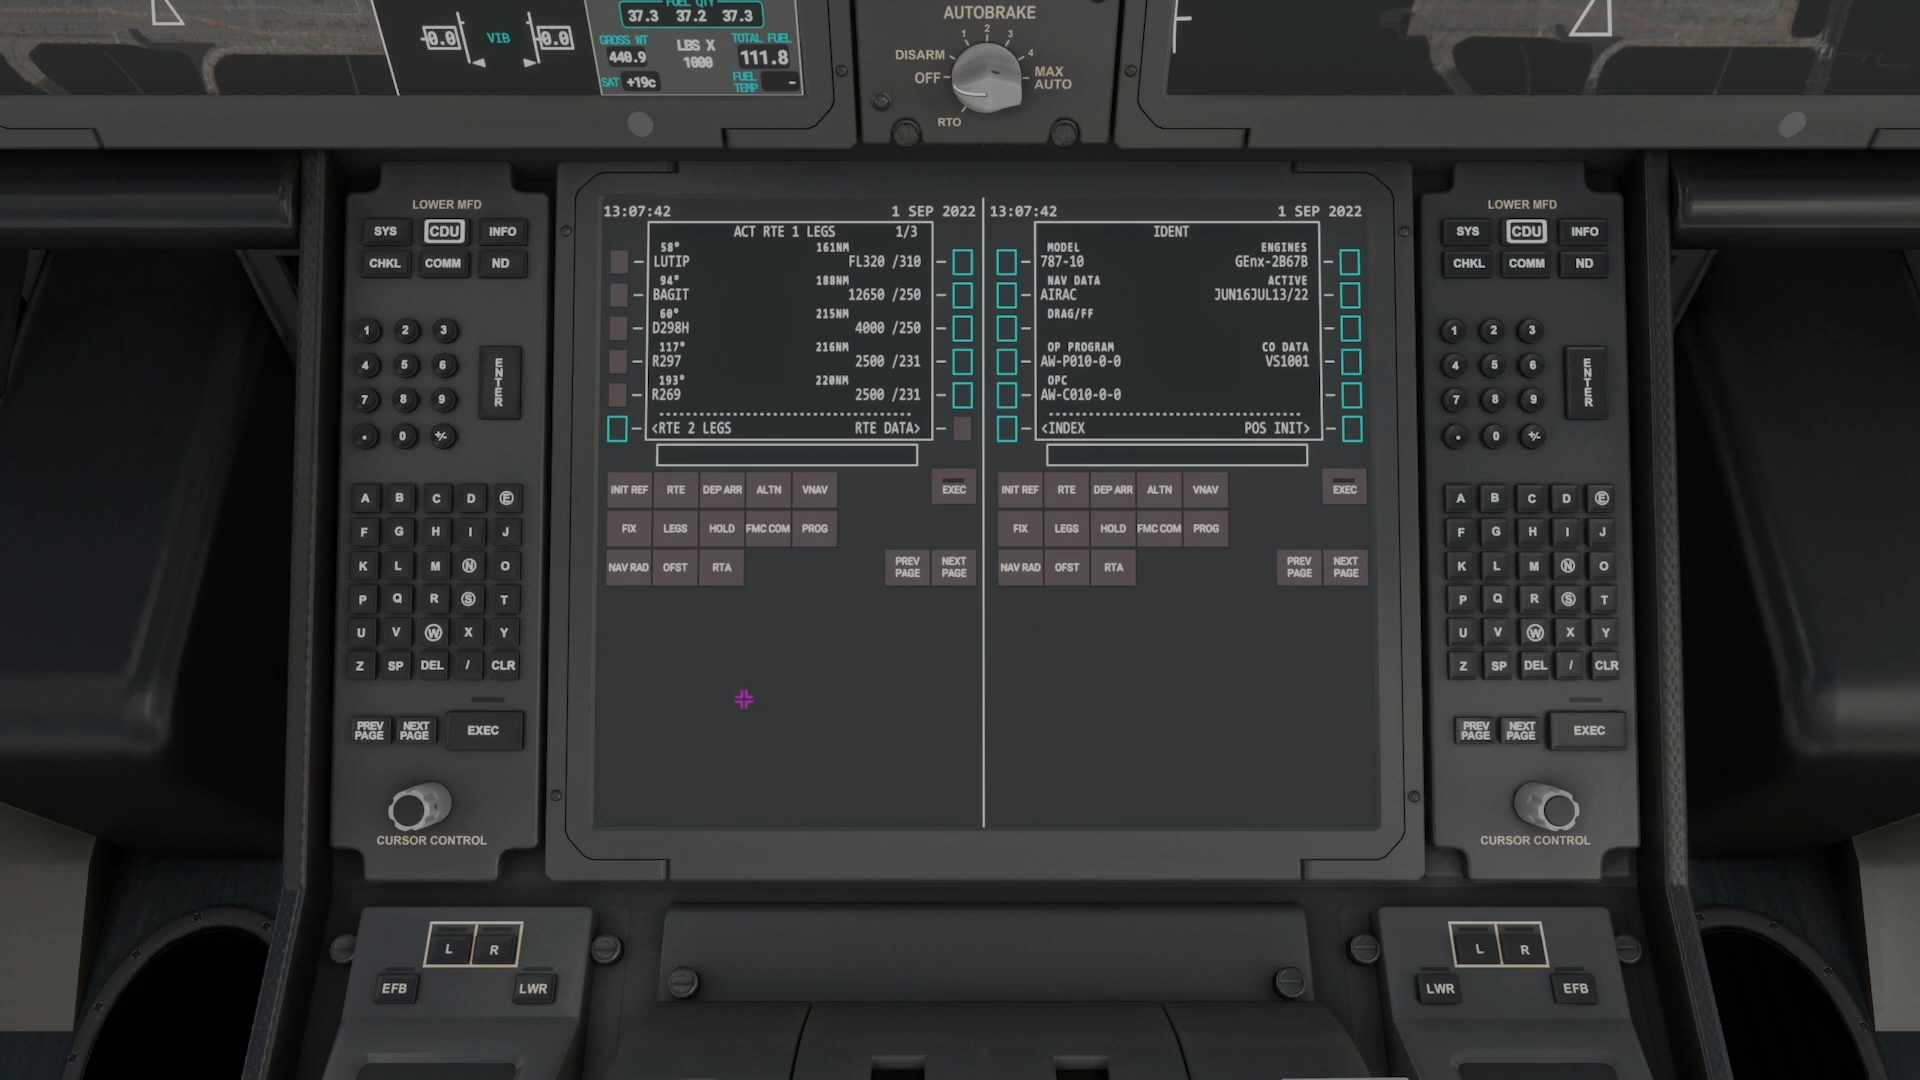 FUEL QTY
37.3 37.2 37.3
0.0 VIB 0.0
GROSS WT
440.9
LBS X
1000
TOTAL FUEL
111.8
SAT +19c
FUEL
TEMP -
AUTOBRAKE
DISARM 1 2 3 4
OFF
MAX
AUTO
RTO
LOWER MFD
SYS CDU INFO
CHKL COMM ND
1 2 3
4 5 6
7 8 9
. 0 +/-
ENTER
A B C D E
F G H I J
K L M N O
P Q R S T
U V W X Y
Z SP DEL / CLR
PREV
PAGE
NEXT
PAGE
EXEC
CURSOR CONTROL
13:07:42 1 SEP 2022
ACT RTE 1 LEGS 1/3
58° 161NM
LUTIP FL320 /310
94° 188NM
BAGIT 12650 /250
60° 215NM
D298H 4000 /250
117° 216NM
R297 2500 /231
193° 220NM
R269 2500 /231
<RTE 2 LEGS RTE DATA>
INIT REF RTE DEP ARR ALTN VNAV EXEC
FIX LEGS HOLD FMC COM PROG
NAV RAD OFST RTA
PREV
PAGE
NEXT
PAGE
13:07:42 1 SEP 2022
IDENT
MODEL ENGINES
787-10 GEnx-2B67B
NAV DATA ACTIVE
AIRAC JUN16JUL13/22
DRAG/FF
OP PROGRAM CO DATA
AW-P010-0-0 VS1001
OPC
AW-C010-0-0
<INDEX POS INIT>
INIT REF RTE DEP ARR ALTN VNAV EXEC
FIX LEGS HOLD FMC COM PROG
NAV RAD OFST RTA
PREV
PAGE
NEXT
PAGE
LOWER MFD
SYS CDU INFO
CHKL COMM ND
1 2 3
4 5 6
7 8 9
. 0 +/-
ENTER
A B C D E
F G H I J
K L M N O
P Q R S T
U V W X Y
Z SP DEL / CLR
PREV
PAGE
NEXT
PAGE
EXEC
CURSOR CONTROL
L R
EFB LWR
L R
LWR EFB